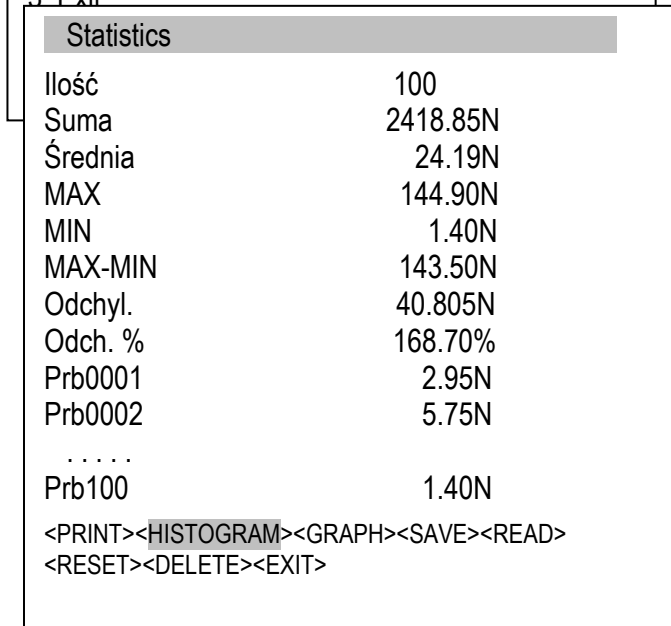 Statistics
Ilość 100
Suma 2418.85N
Średnia 24.19N
MAX 144.90N
MIN 1.40N
MAX-MIN 143.50N
Odchyl. 40.805N
Odch. % 168.70%
Prb0001 2.95N
Prb0002 5.75N
. . . . .
Prb100 1.40N
<PRINT><HISTOGRAM><GRAPH><SAVE><READ>
<RESET><DELETE><EXIT>